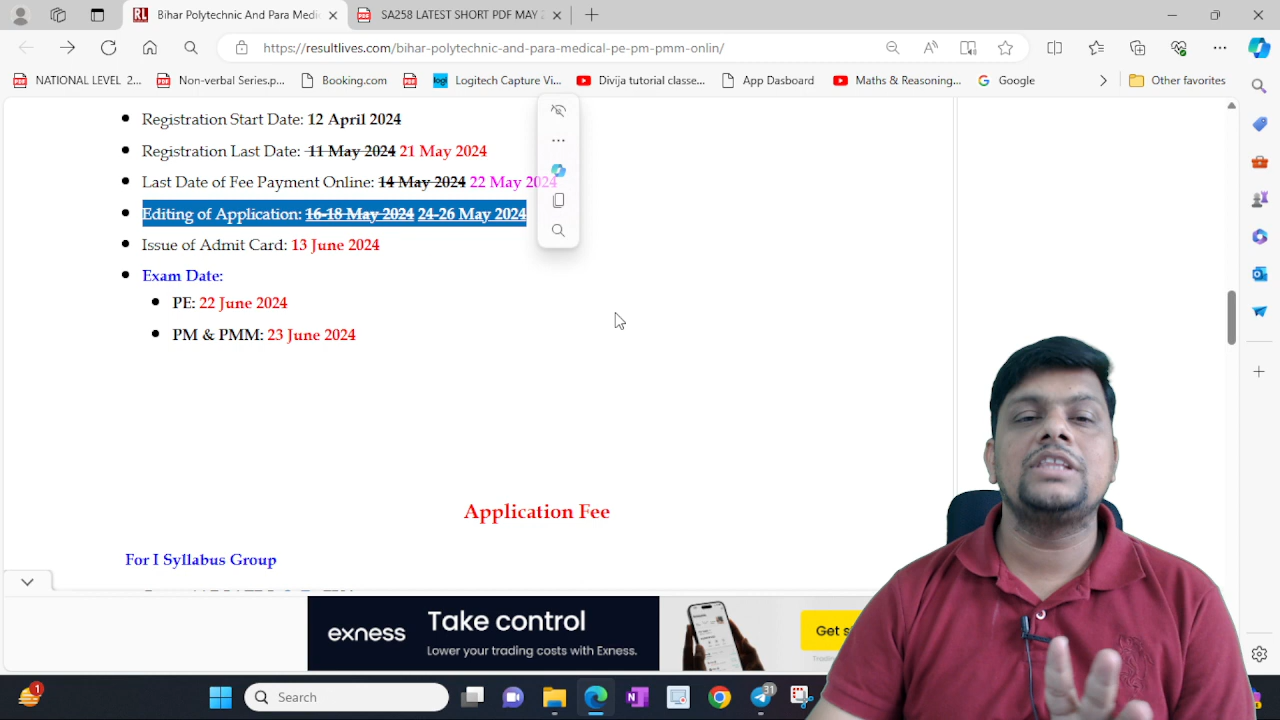 Bihar Polytechnic And Para Medi
SA258 LATEST SHORT PDF MAY 2
https://resultlives.com/bihar-polytechnic-and-para-medical-pe-pm-pmm-onlin/
NATIONAL LEVEL 2...
Non-verbal Series.p...
Booking.com
Logitech Capture Vi...
Divija tutorial classe...
App Dasboard
Maths & Reasoning...
Google
Other favorites
Registration Start Date: 12 April 2024
Registration Last Date: 11 May 2024 21 May 2024
Last Date of Fee Payment Online: 14 May 2024 22 May 2024
Editing of Application: 16-18 May 2024 24-26 May 2024
Issue of Admit Card: 13 June 2024
Exam Date:
PE: 22 June 2024
PM & PMM: 23 June 2024
Application Fee
For I Syllabus Group
exness
Take control
Lower your trading costs with Exness.
Get s
Search
1
31